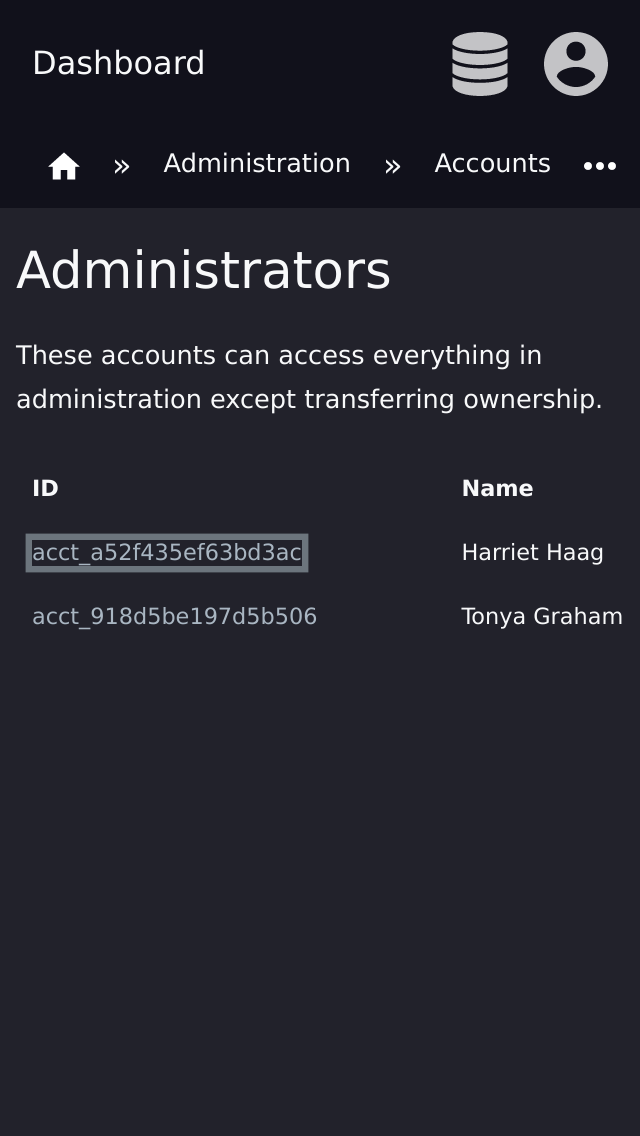 Dashboard
» Administration » Accounts •••
Administrators
These accounts can access everything in
administration except transferring ownership.
ID Name
acct_a52f435ef63bd3ac Harriet Haag
acct_918d5be197d5b506 Tonya Graham